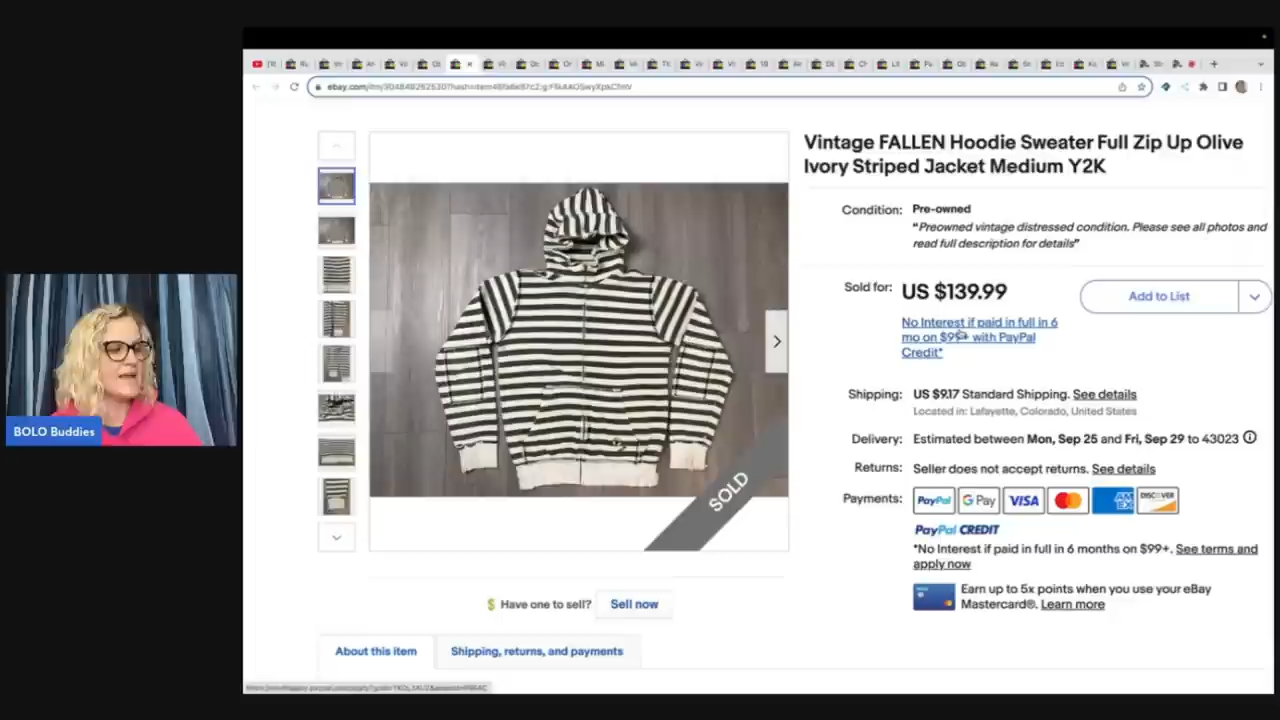 Vintage FALLEN Hoodie Sweater Full Zip Up Olive
Ivory Striped Jacket Medium Y2K
Condition: Pre-owned
“Preowned vintage distressed condition. Please see all photos and
read full description for details”
Sold for: US $139.99
Add to List
No Interest if paid in full in 6
mo on $99+ with PayPal
Credit*
Shipping: US $9.17 Standard Shipping. See details
Located in: Lafayette, Colorado, United States
Delivery: Estimated between Mon, Sep 25 and Fri, Sep 29 to 43023
Returns: Seller does not accept returns. See details
Payments: PayPal G Pay VISA AMEX DISCOVER
PayPal CREDIT
*No Interest if paid in full in 6 months on $99+. See terms and
apply now
Earn up to 5x points when you use your eBay
Mastercard®. Learn more
SOLD
Have one to sell? Sell now
About this item Shipping, returns, and payments
BOLO Buddies